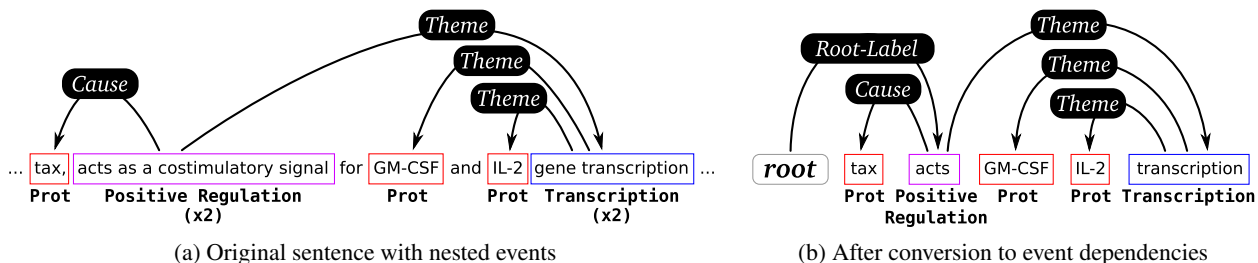 Theme
Theme
Theme
Cause
... tax, acts as a costimulatory signal for GM-CSF and IL-2 gene transcription ...
Prot Positive Regulation Prot Prot Transcription
(x2) (x2)
(a) Original sentence with nested events
Theme
Root-Label
Theme
Cause
Theme
root tax acts GM-CSF IL-2 transcription
Prot Positive Prot Prot Transcription
Regulation
(b) After conversion to event dependencies